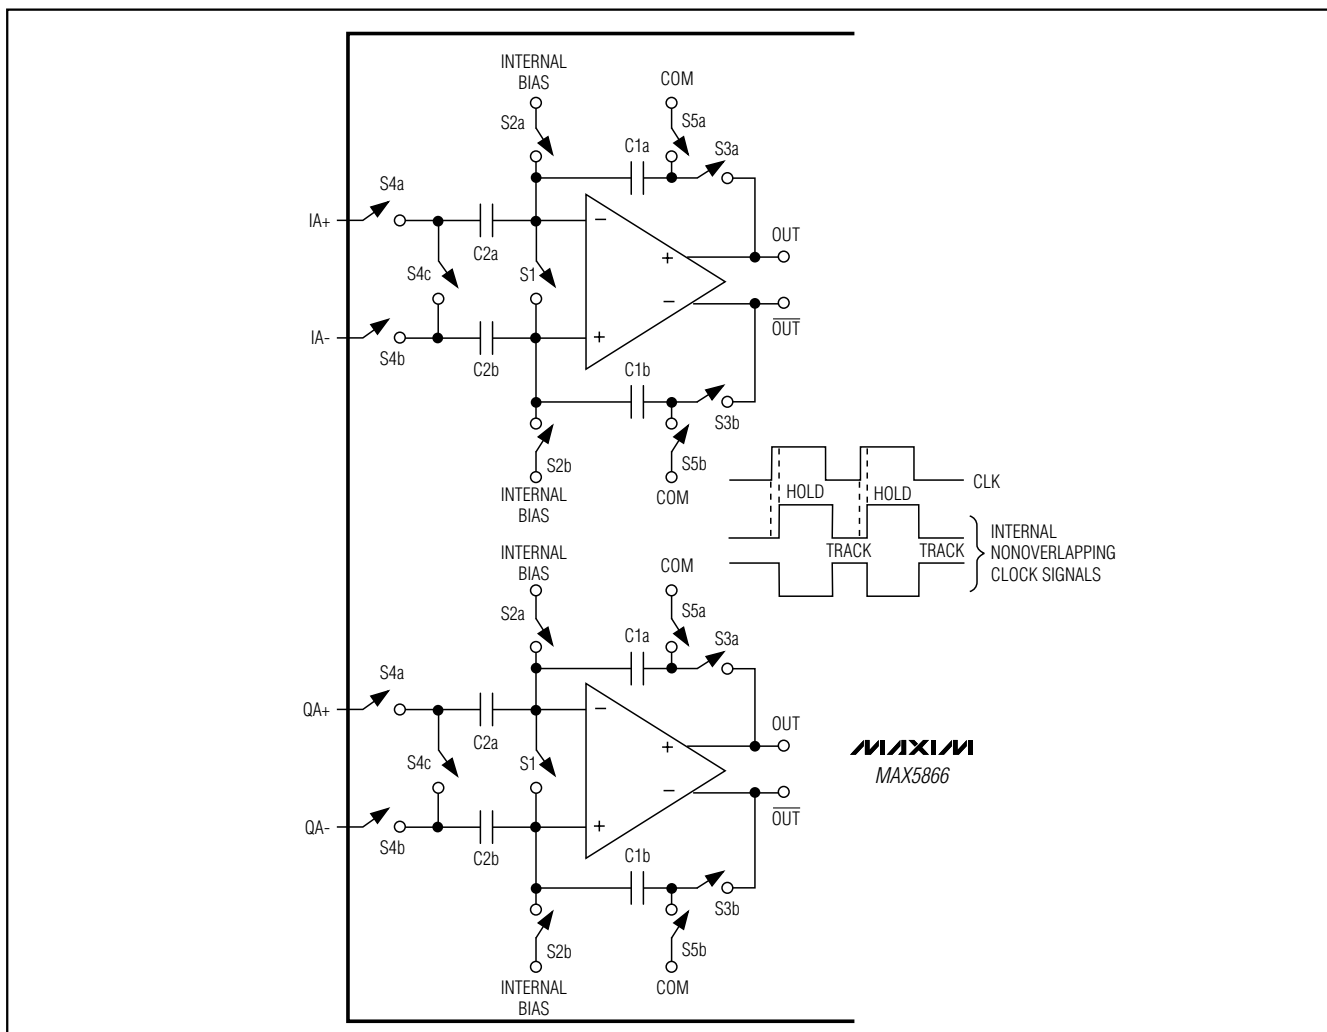 INTERNAL
BIAS
COM
S2a
S5a
C1a
S3a
S4a
IA+
C2a
OUT
S4c
S1
IA-
OUT
S4b
C2b
C1b
S3b
S2b
S5b
INTERNAL
BIAS
COM
CLK
HOLD
HOLD
TRACK
TRACK
INTERNAL
NONOVERLAPPING
CLOCK SIGNALS
INTERNAL
BIAS
COM
S2a
S5a
C1a
S3a
S4a
QA+
C2a
OUT
S4c
S1
MAXIM
MAX5866
QA-
OUT
S4b
C2b
C1b
S3b
S2b
S5b
INTERNAL
BIAS
COM